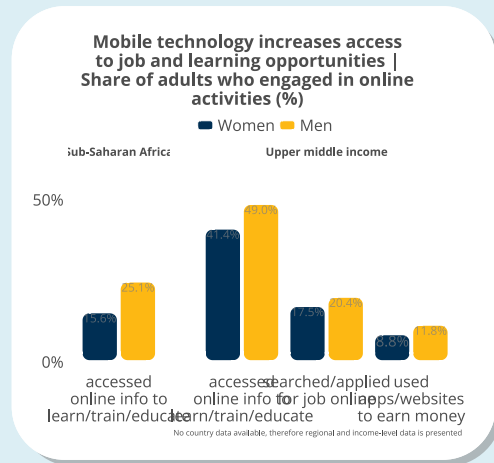 Mobile technology increases access
to job and learning opportunities |
Share of adults who engaged in online
activities (%)
Women Men
Sub-Saharan Africa Upper middle income
50%
0%
15.6% 25.1% 41.4% 49.0% 17.5% 20.4% 8.8% 11.8%
accessed
online info to
learn/train/educate
accessed
online info to
learn/train/educate
searched/applied
for job online
used
apps/websites
to earn money
No country data available, therefore regional and income-level data is presented